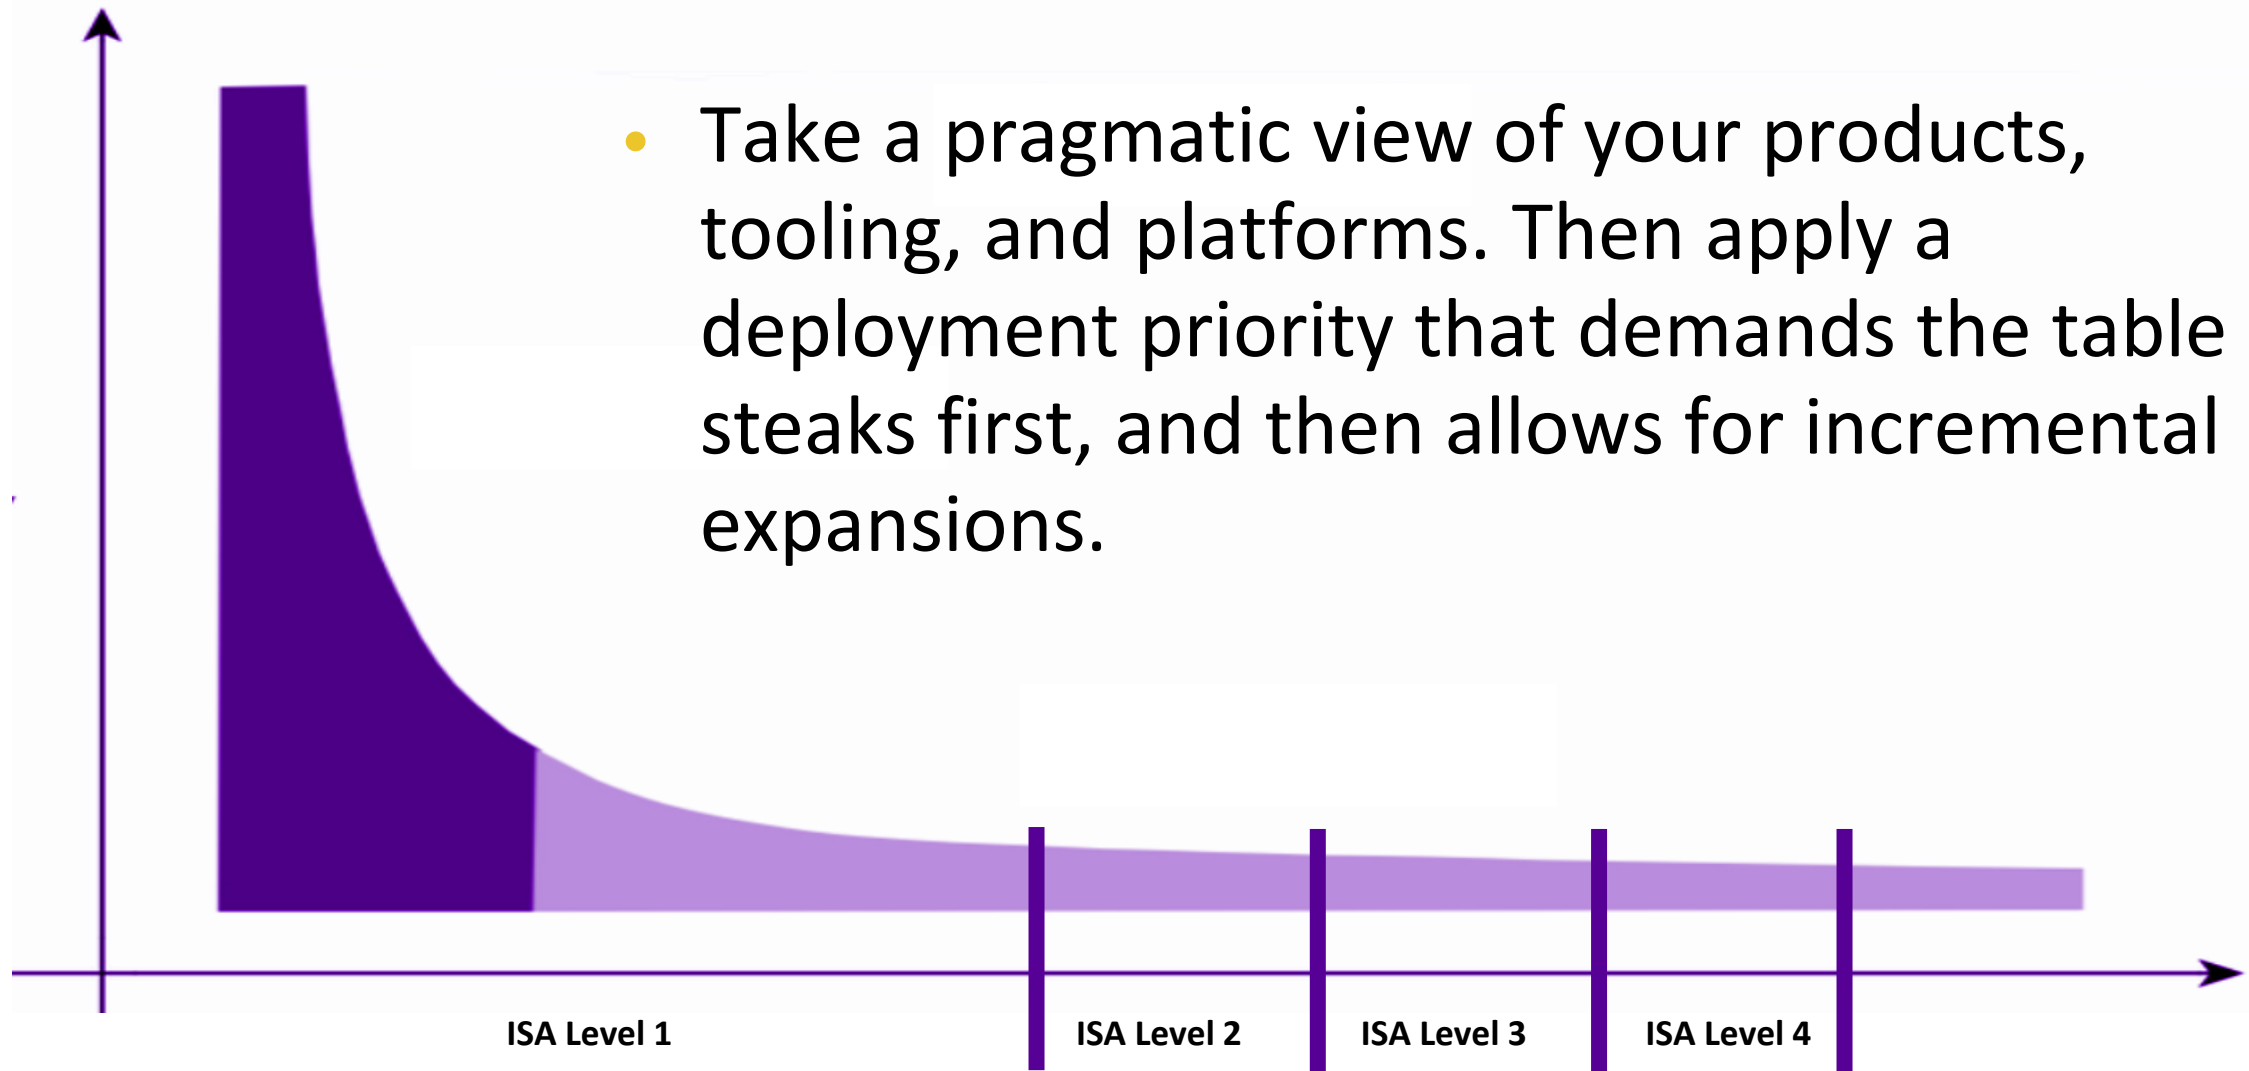 • Take a pragmatic view of your products,
tooling, and platforms. Then apply a
deployment priority that demands the table
steaks first, and then allows for incremental
expansions.
ISA Level 1
ISA Level 2
ISA Level 3
ISA Level 4